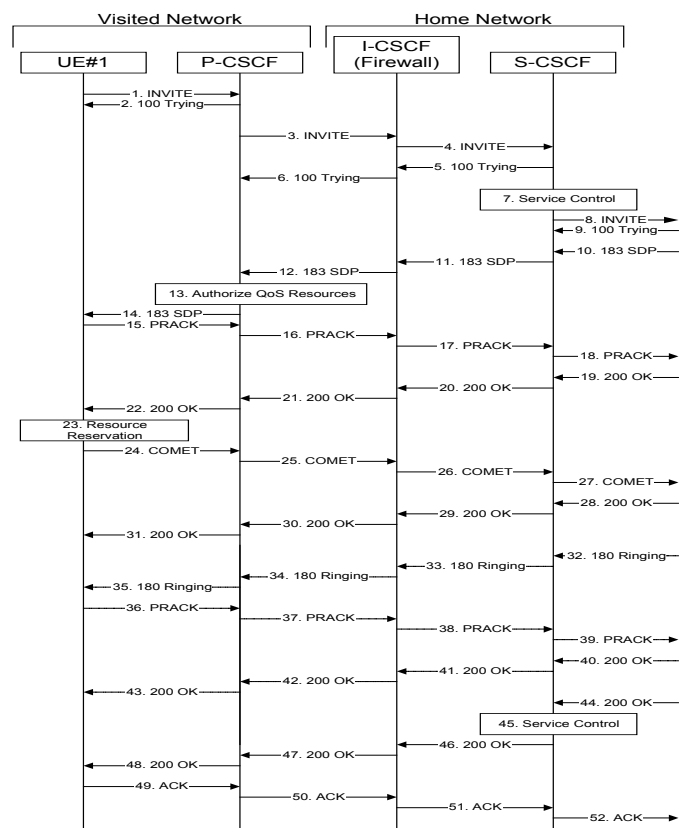 Visited Network
Home Network
UE#1
P-CSCF
I-CSCF
(Firewall)
S-CSCF
1. INVITE
2. 100 Trying
3. INVITE
4. INVITE
5. 100 Trying
6. 100 Trying
7. Service Control
8. INVITE
9. 100 Trying
10. 183 SDP
11. 183 SDP
12. 183 SDP
13. Authorize QoS Resources
14. 183 SDP
15. PRACK
16. PRACK
17. PRACK
18. PRACK
19. 200 OK
20. 200 OK
21. 200 OK
22. 200 OK
23. Resource
Reservation
24. COMET
25. COMET
26. COMET
27. COMET
28. 200 OK
29. 200 OK
30. 200 OK
31. 200 OK
32. 180 Ringing
33. 180 Ringing
34. 180 Ringing
35. 180 Ringing
36. PRACK
37. PRACK
38. PRACK
39. PRACK
40. 200 OK
41. 200 OK
42. 200 OK
43. 200 OK
44. 200 OK
45. Service Control
46. 200 OK
47. 200 OK
48. 200 OK
49. ACK
50. ACK
51. ACK
52. ACK